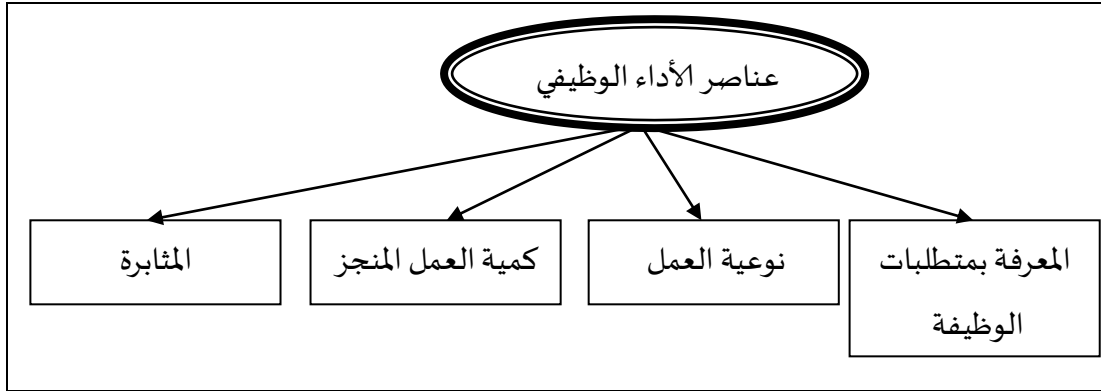 عناصر الأداء الوظيفي
المعرفة بمتطلبات
الوظيفة
نوعية العمل
كمية العمل المنجز
المثابرة